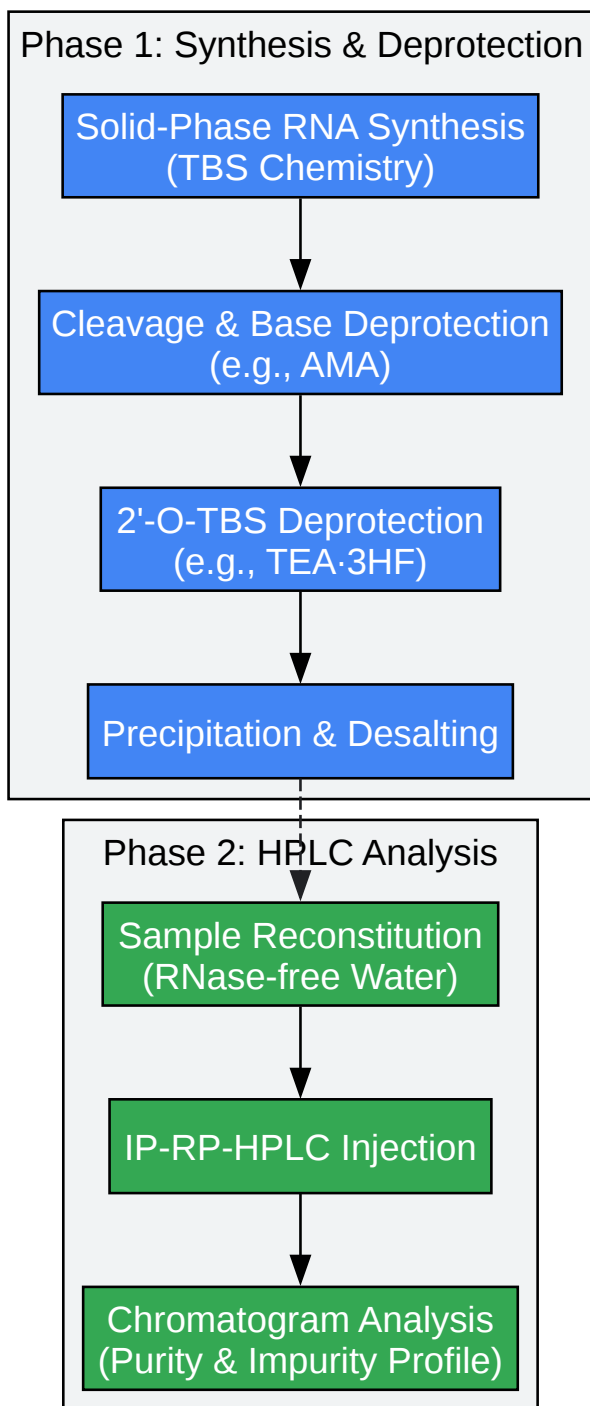 Phase 1: Synthesis & Deprotection
Solid-Phase RNA Synthesis
(TBS Chemistry)
Cleavage & Base Deprotection
(e.g., AMA)
2'-O-TBS Deprotection
(e.g., TEA·3HF)
Precipitation & Desalting
Phase 2: HPLC Analysis
Sample Reconstitution
(RNase-free Water)
IP-RP-HPLC Injection
Chromatogram Analysis
(Purity & Impurity Profile)